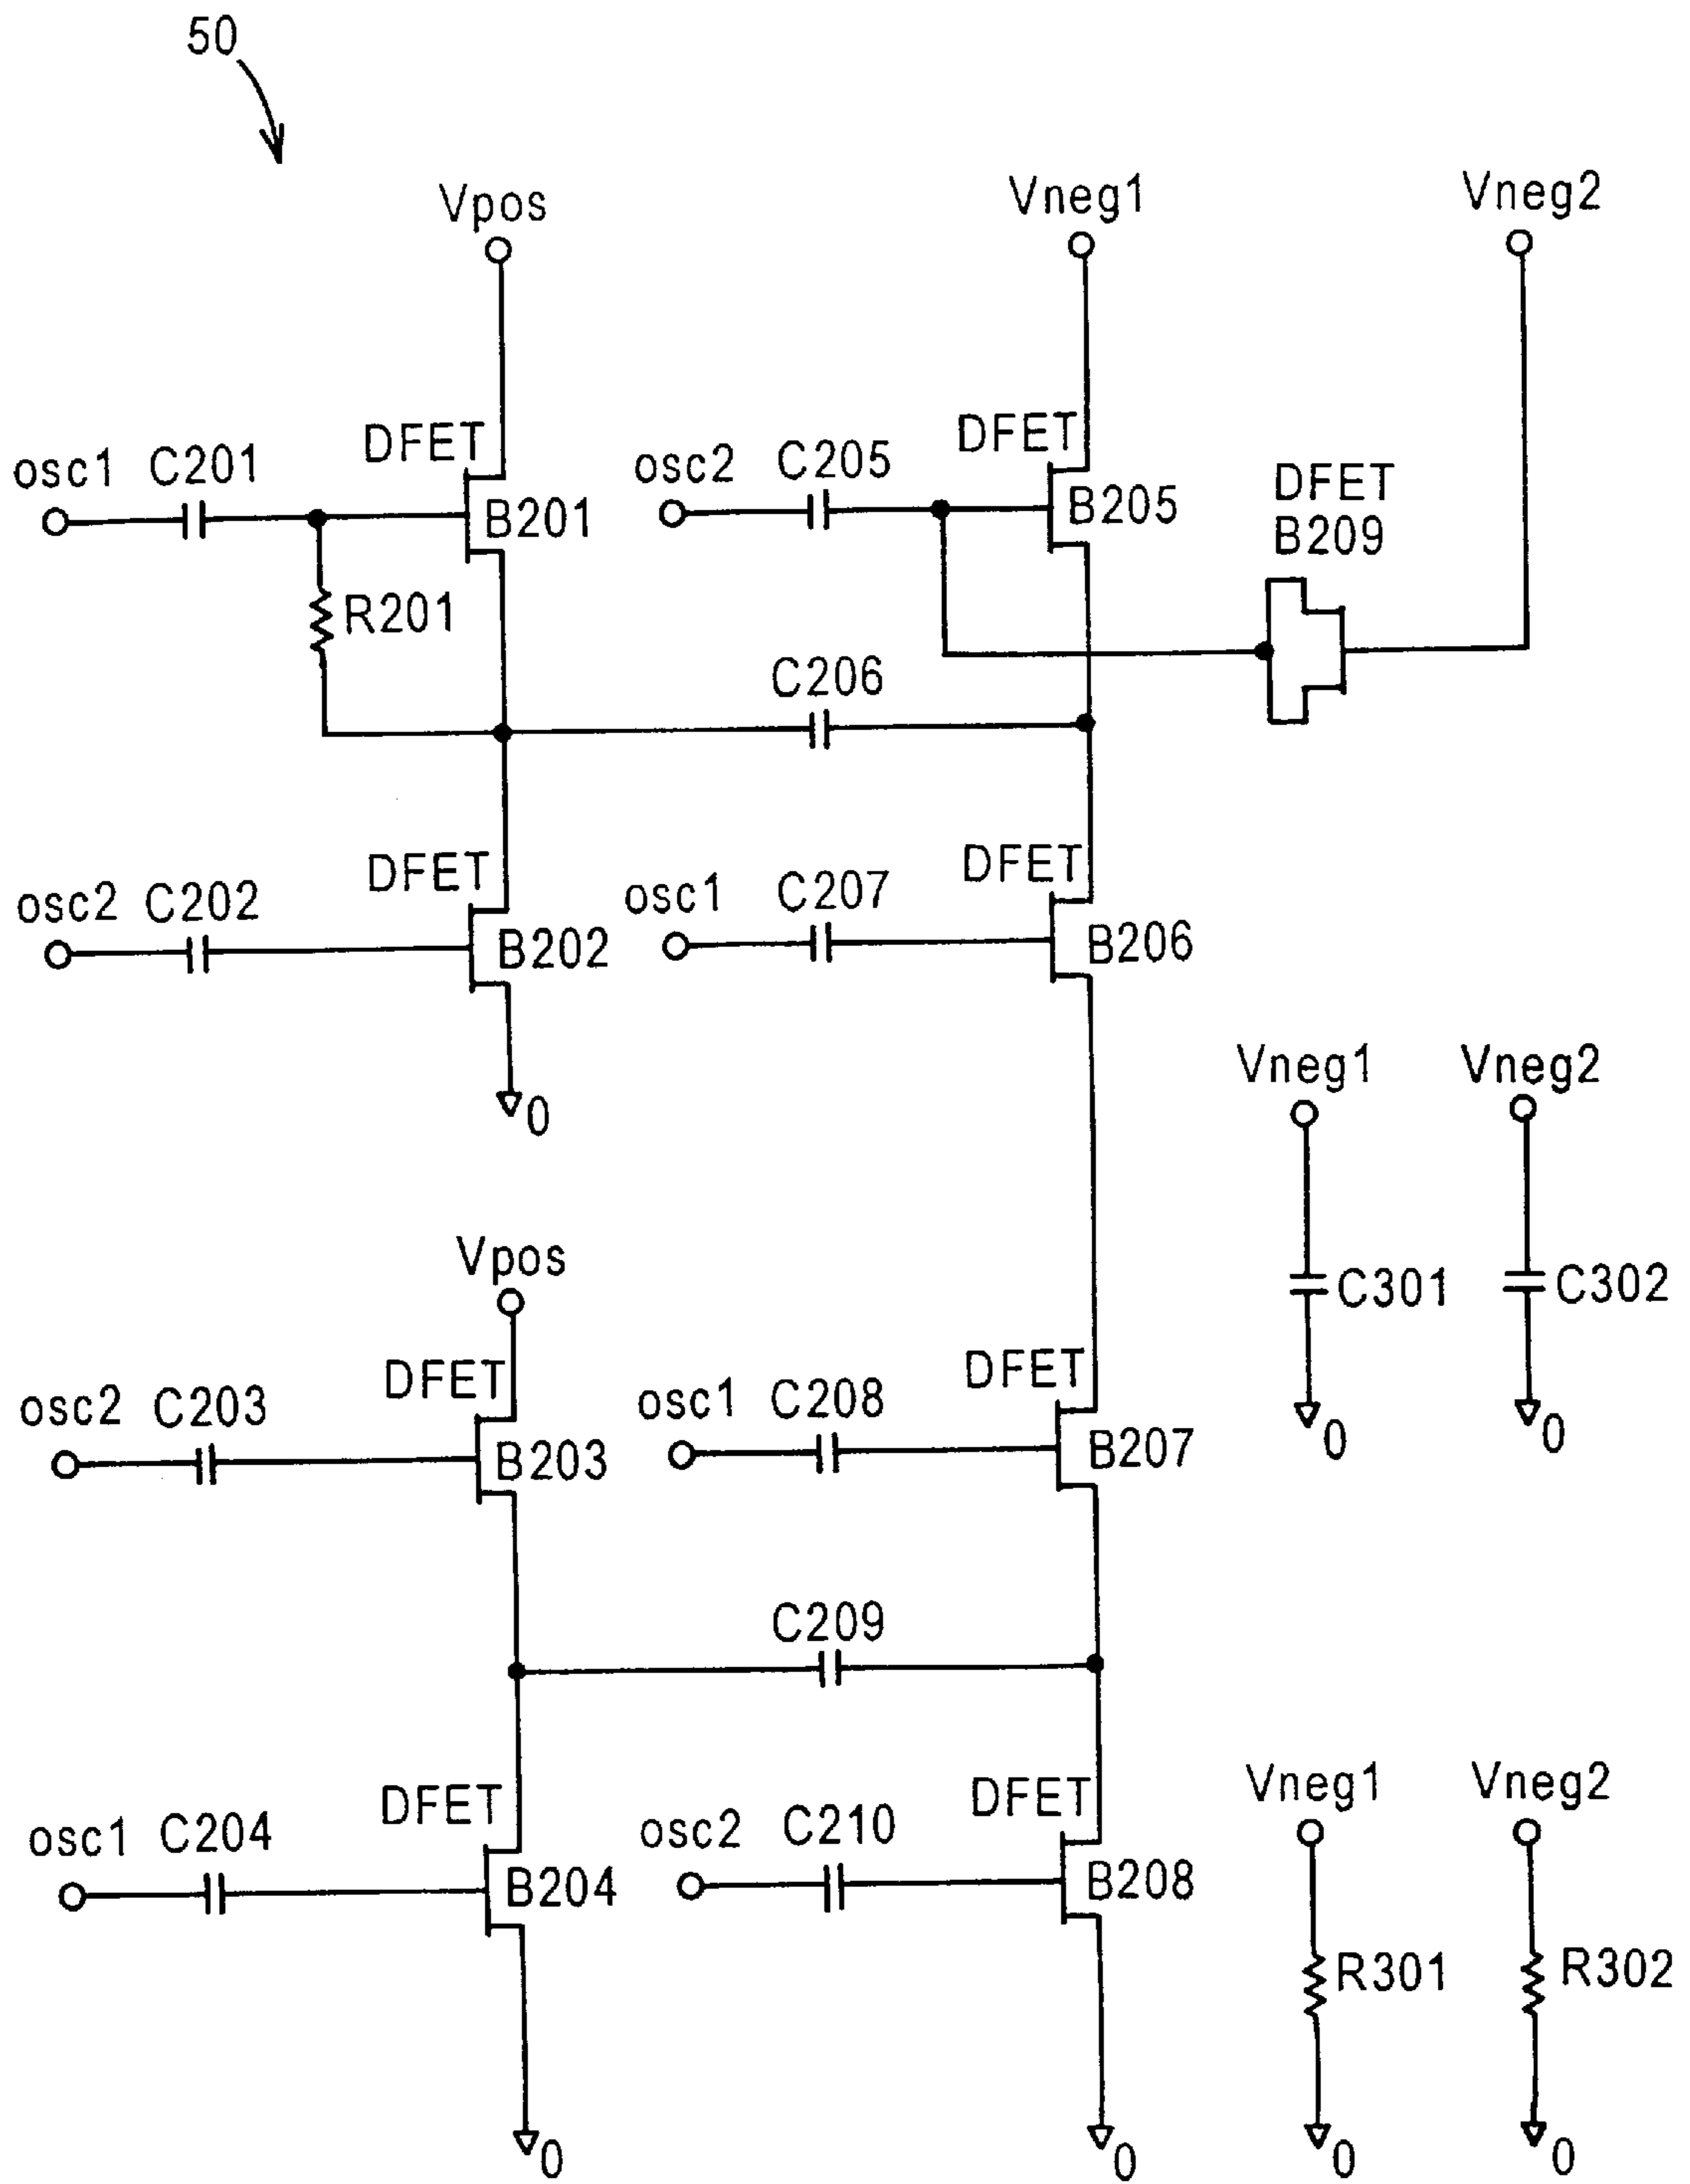 50
Vpos
Vneg1
Vneg2
osc1 C201
DFET
B201
R201
osc2 C205
DFET
B205
DFET
B209
C206
osc2 C202
DFET
B202
0
osc1 C207
DFET
B206
Vneg1
Vneg2
C301
C302
0
0
Vpos
osc2 C203
DFET
B203
osc1 C208
DFET
B207
C209
osc1 C204
DFET
B204
0
osc2 C210
DFET
B208
0
Vneg1
Vneg2
R301
R302
0
0